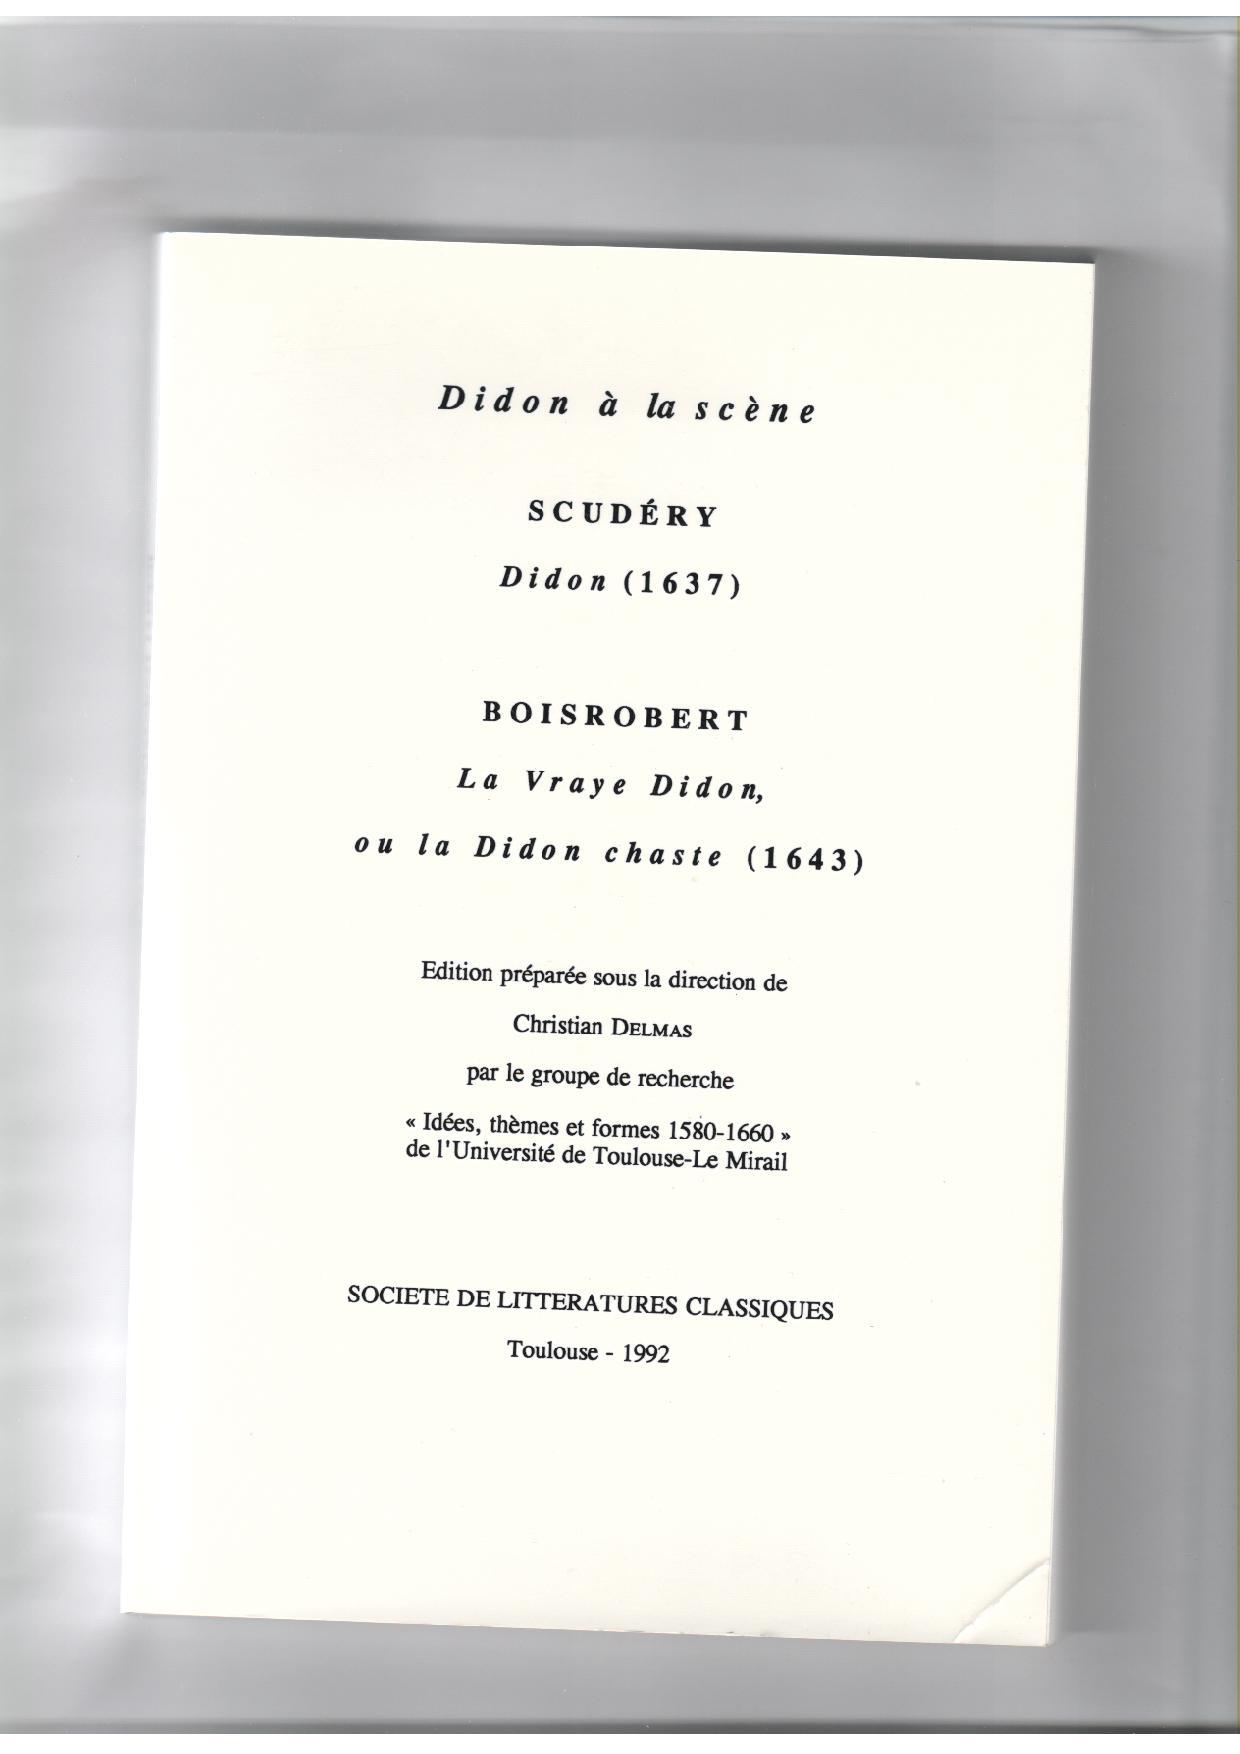 Didon à la scène
SCUDÉRY
Didon (1637)
BOISROBERT
La Vraye Didon,
ou la Didon chaste (1643)
Edition préparée sous la direction de
Christian DELMAS
par le groupe de recherche
« Idées, thèmes et formes 1580-1660 »
de l'Université de Toulouse-Le Mirail
SOCIETE DE LITTERATURES CLASSIQUES
Toulouse - 1992